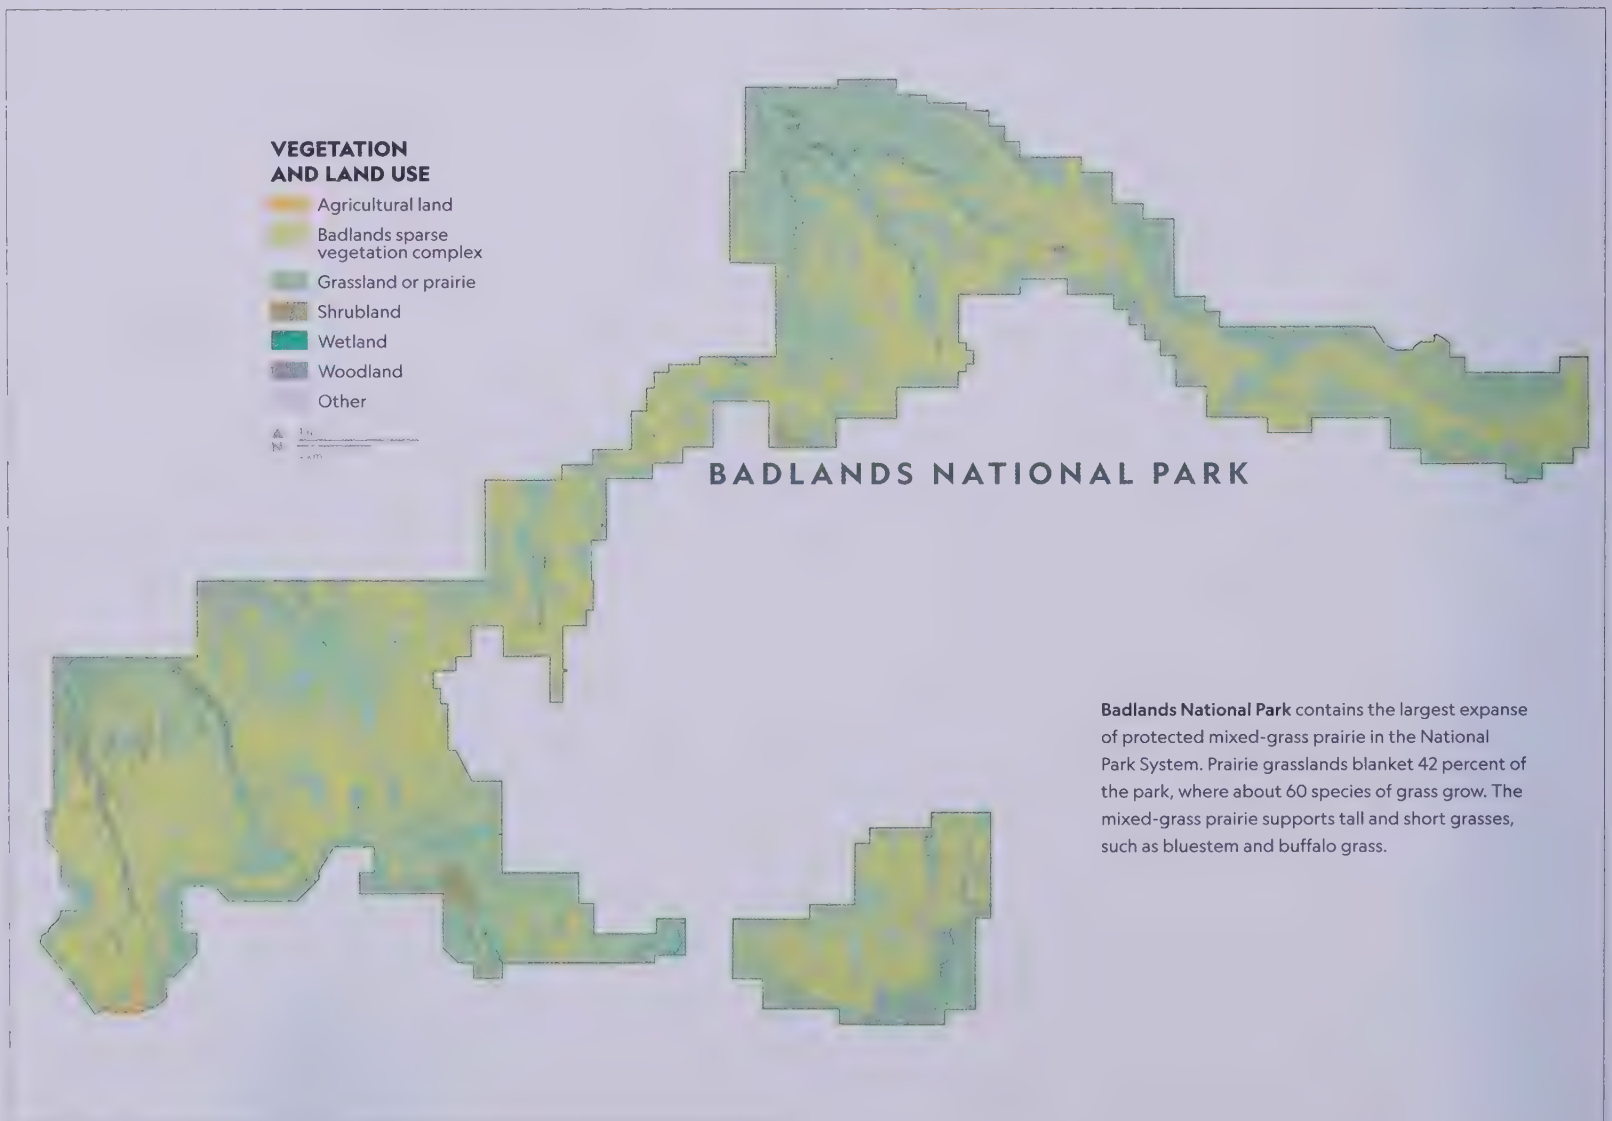 VEGETATION
AND LAND USE
Agricultural land
Badlands sparse
vegetation complex
Grassland or prairie
Shrubland
Wetland
Woodland
Other
N
BADLANDS NATIONAL PARK
Badlands National Park contains the largest expanse
of protected mixed-grass prairie in the National
Park System. Prairie grasslands blanket 42 percent of
the park, where about 60 species of grass grow. The
mixed-grass prairie supports tall and short grasses,
such as bluestem and buffalo grass.